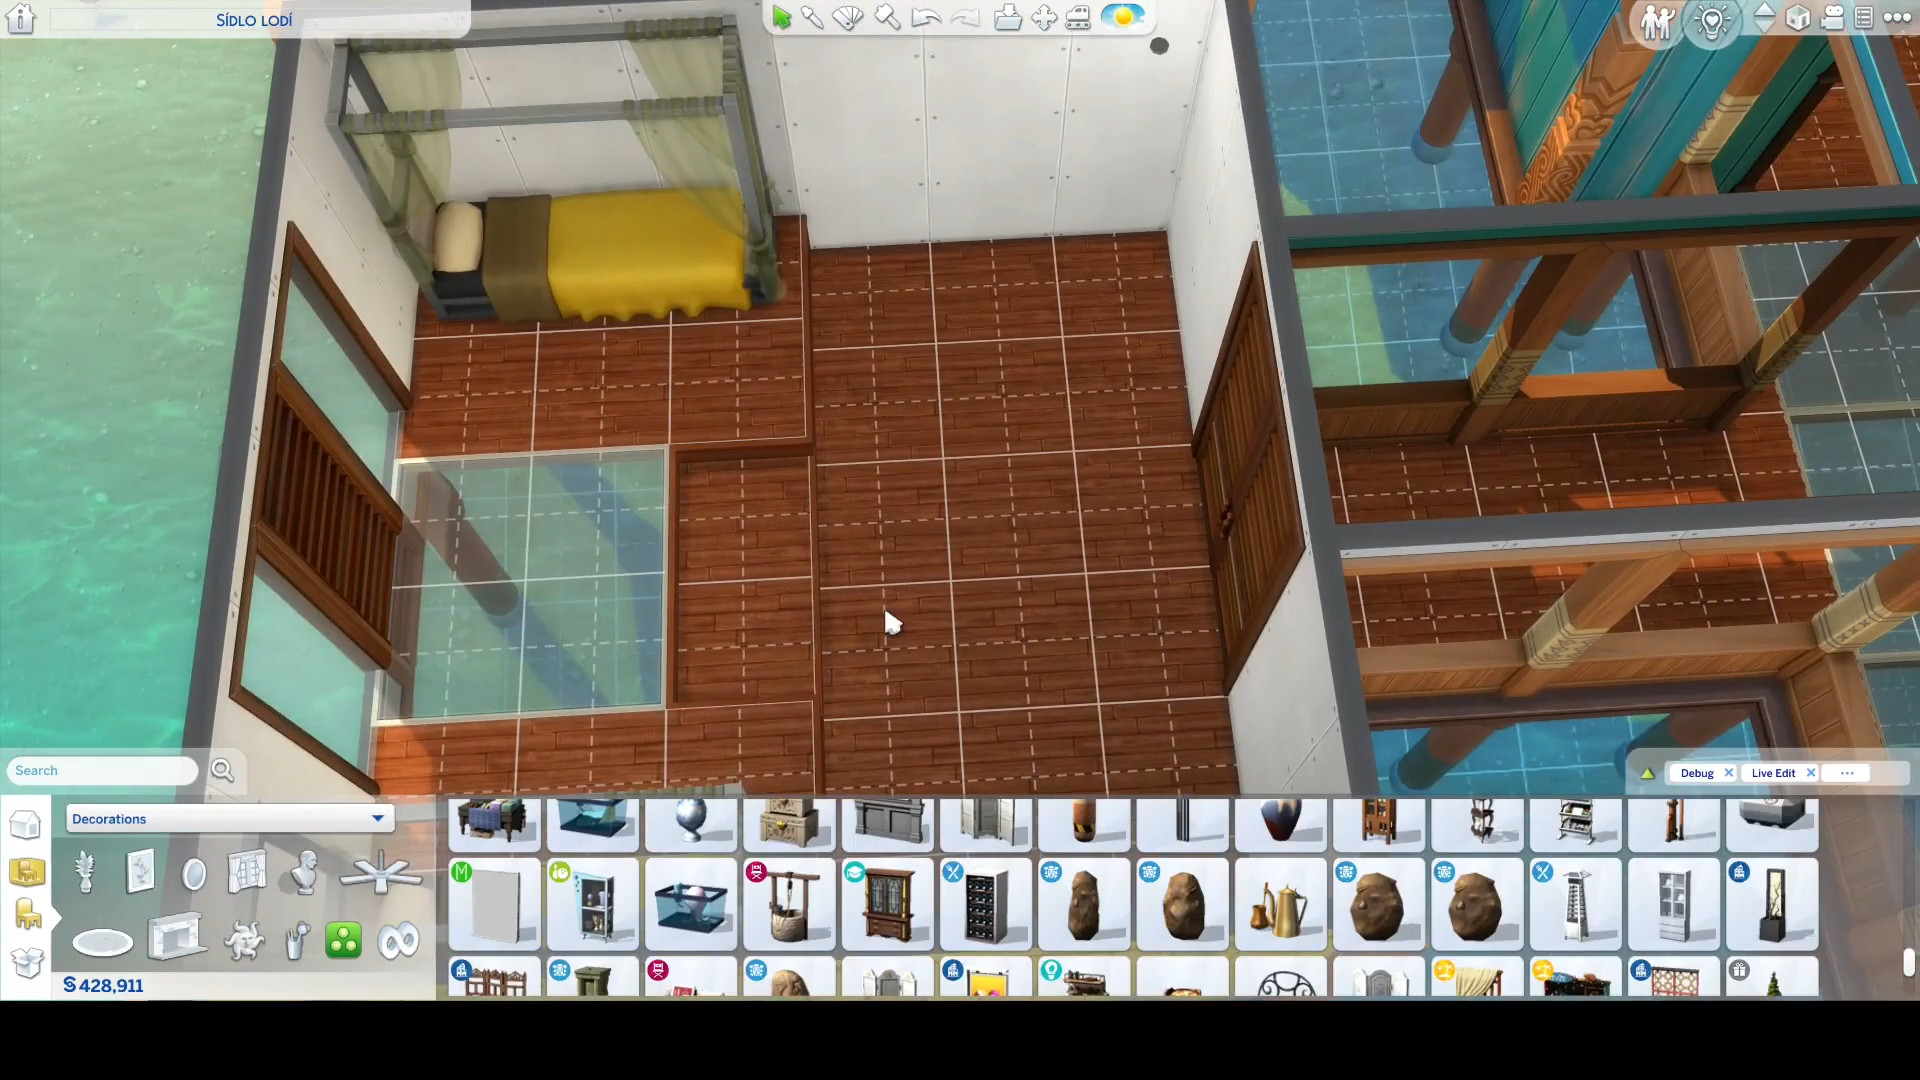 SÍDLO LODÍ
Search
Debug
Live Edit
Decorations
§428,911